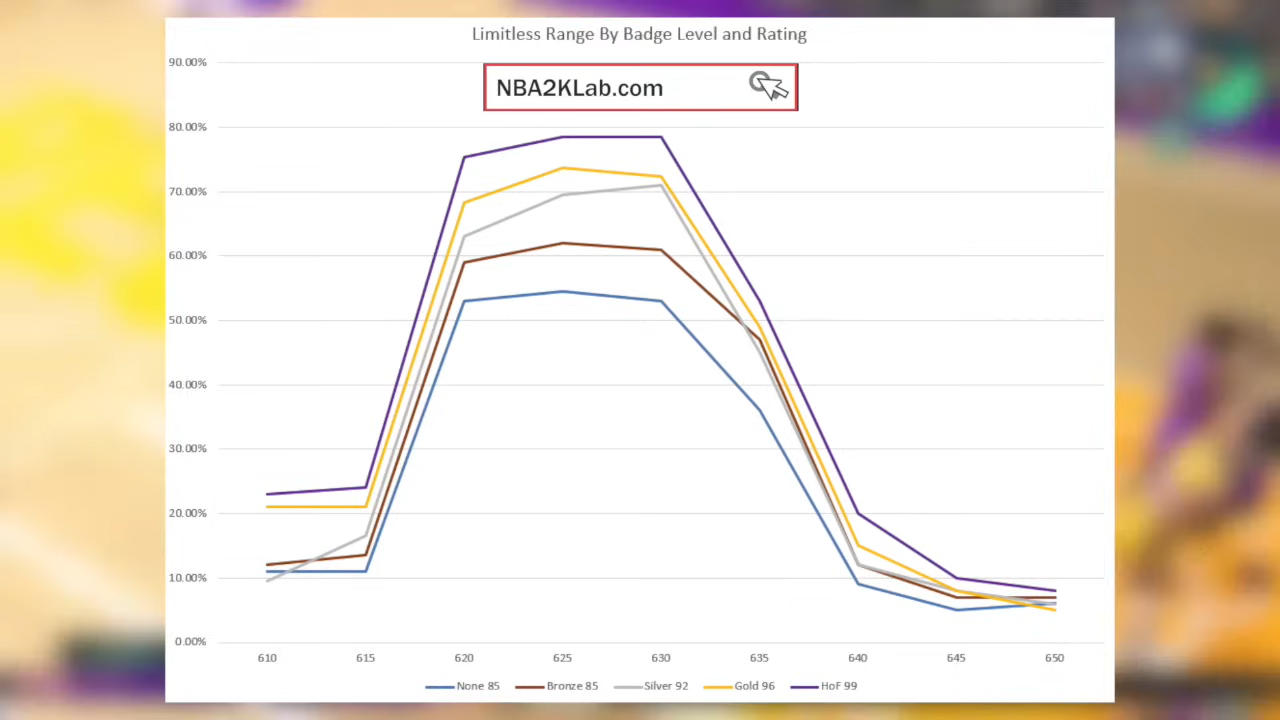 Limitless Range By Badge Level and Rating
NBA2KLab.com
90.00%
80.00%
70.00%
60.00%
50.00%
40.00%
30.00%
20.00%
10.00%
0.00%
610 615 620 625 630 635 640 645 650
None 85 Bronze 85 Silver 92 Gold 96 HoF 99